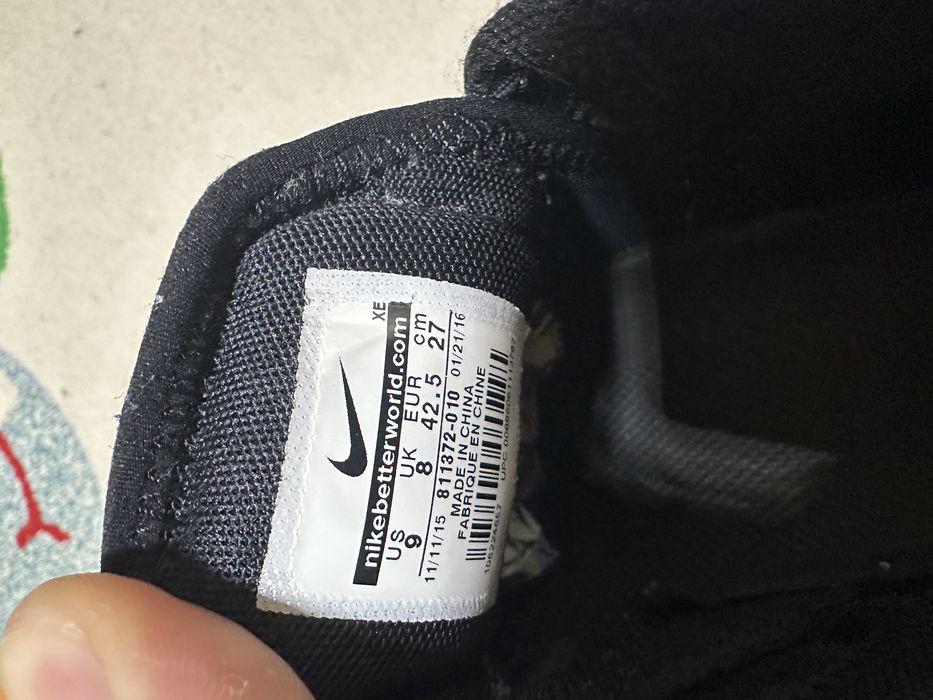 XE
nikebetterworld.com
US UK EUR cm
9 8 42.5 27
11/11/15 811372-010 01/21/16
MADE IN CHINA
FABRIQUE EN CHINE